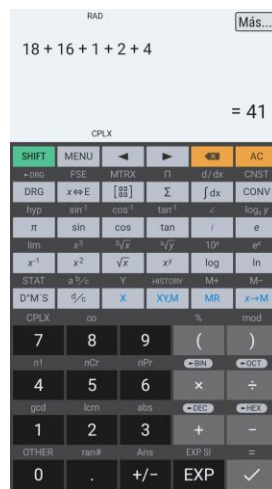 RAD
Más...
18 + 16 + 1 + 2 + 4
= 41
CPLX
SHIFT MENU ◄ ► AC
►DRG FSE MTRX Π d/dx CNST
DRG x⇔E Σ ∫dx CONV
hyp sin⁻¹ cos⁻¹ tan⁻¹ ∠ logₓ y
π sin cos tan i e
lim x³ ³√x ˣ√y 10ˣ eˣ
x⁻¹ x² √x xʸ log ln
STAT a b/c Y HISTORY M+ M−
D°M´S d/c X XY,M MR x→M
CPLX ∞ % mod
7 8 9 ( )
n! nCr nPr ►BIN ►OCT
4 5 6 × ÷
gcd lcm abs ►DEC ►HEX
1 2 3 + −
OTHER ran# Ans EXP SI =
0 . +/− EXP ✓